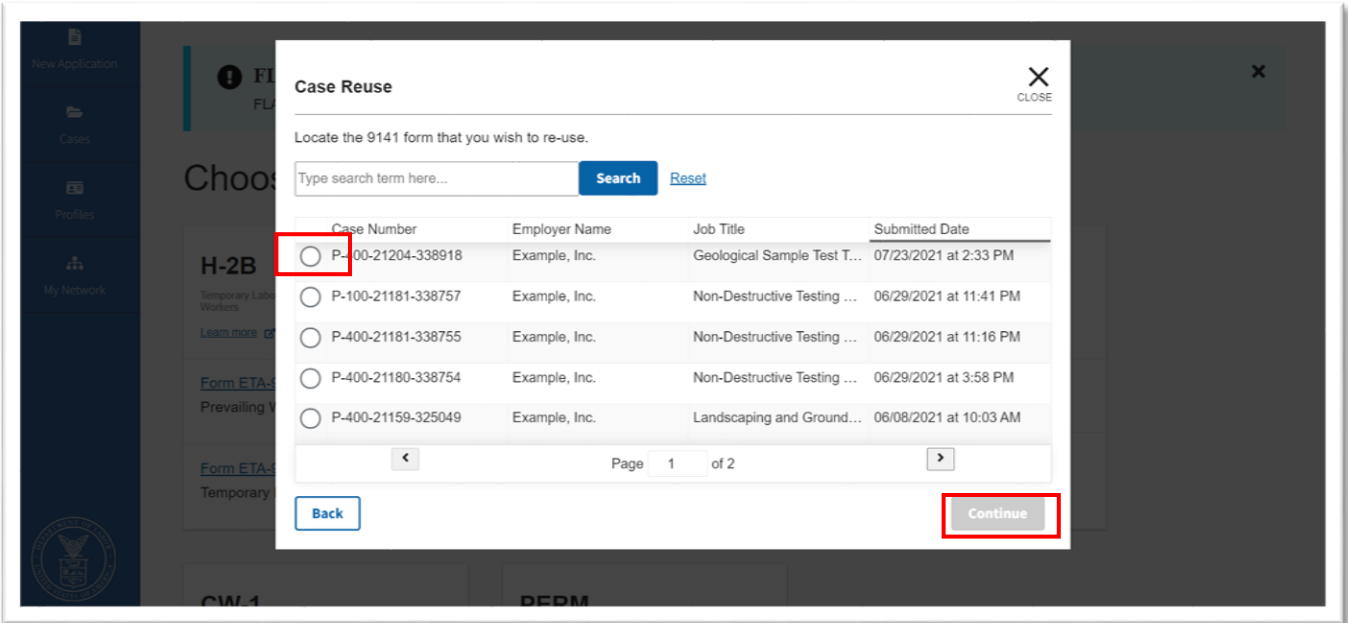 New Application
Cases
Profiles
My Network
FL
FLA
Choos
H-2B
Temporary Labo
Workers
Learn more
Form ETA-9
Prevailing W
Form ETA-9
Temporary
CW-1
PERM
Case Reuse
CLOSE
Locate the 9141 form that you wish to re-use.
Type search term here... Search Reset
Case Number Employer Name Job Title Submitted Date
P-400-21204-338918 Example, Inc. Geological Sample Test T... 07/23/2021 at 2:33 PM
P-100-21181-338757 Example, Inc. Non-Destructive Testing ... 06/29/2021 at 11:41 PM
P-400-21181-338755 Example, Inc. Non-Destructive Testing ... 06/29/2021 at 11:16 PM
P-400-21180-338754 Example, Inc. Non-Destructive Testing ... 06/29/2021 at 3:58 PM
P-400-21159-325049 Example, Inc. Landscaping and Ground... 06/08/2021 at 10:03 AM
Page 1 of 2
Back Continue